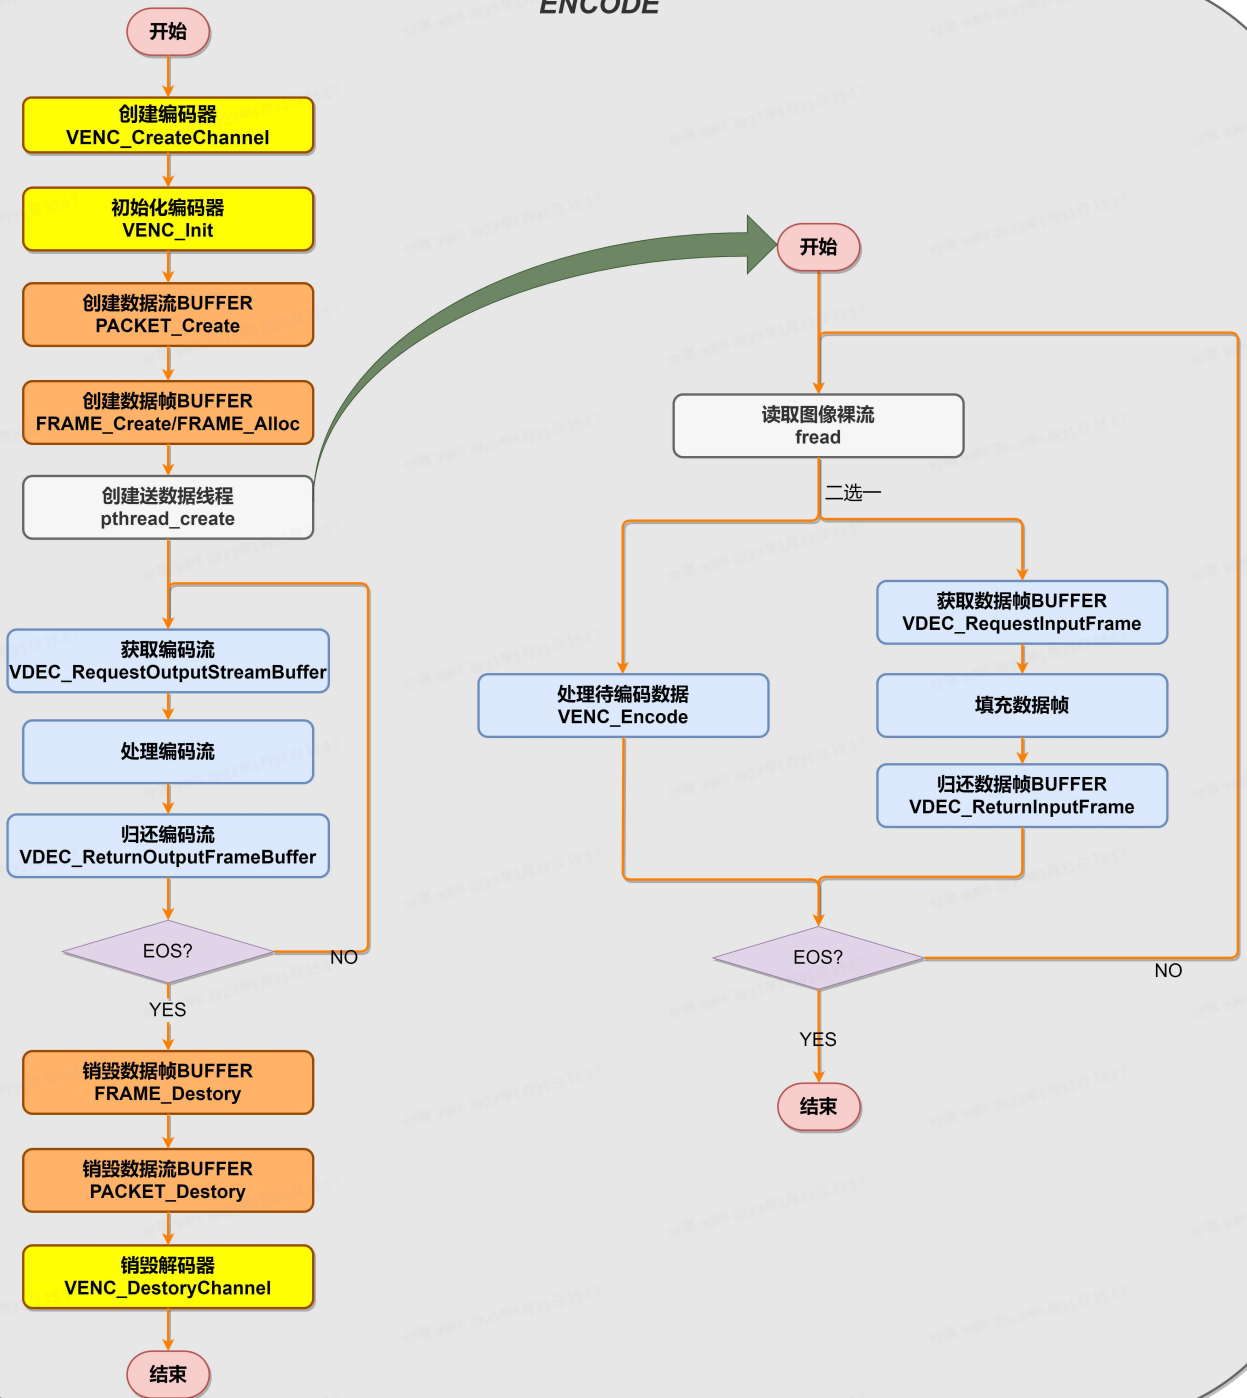 ENCODE
开始
创建编码器
VENC_CreateChannel
初始化编码器
VENC_Init
创建数据流BUFFER
PACKET_Create
创建数据帧BUFFER
FRAME_Create/FRAME_Alloc
创建送数据线程
pthread_create
获取编码流
VDEC_RequestOutputStreamBuffer
处理编码流
归还编码流
VDEC_ReturnOutputFrameBuffer
EOS?
NO
YES
销毁数据帧BUFFER
FRAME_Destory
销毁数据流BUFFER
PACKET_Destory
销毁解码器
VENC_DestoryChannel
结束
开始
读取图像裸流
fread
二选一
处理待编码数据
VENC_Encode
获取数据帧BUFFER
VDEC_RequestInputFrame
填充数据帧
归还数据帧BUFFER
VDEC_ReturnInputFrame
EOS?
NO
YES
结束